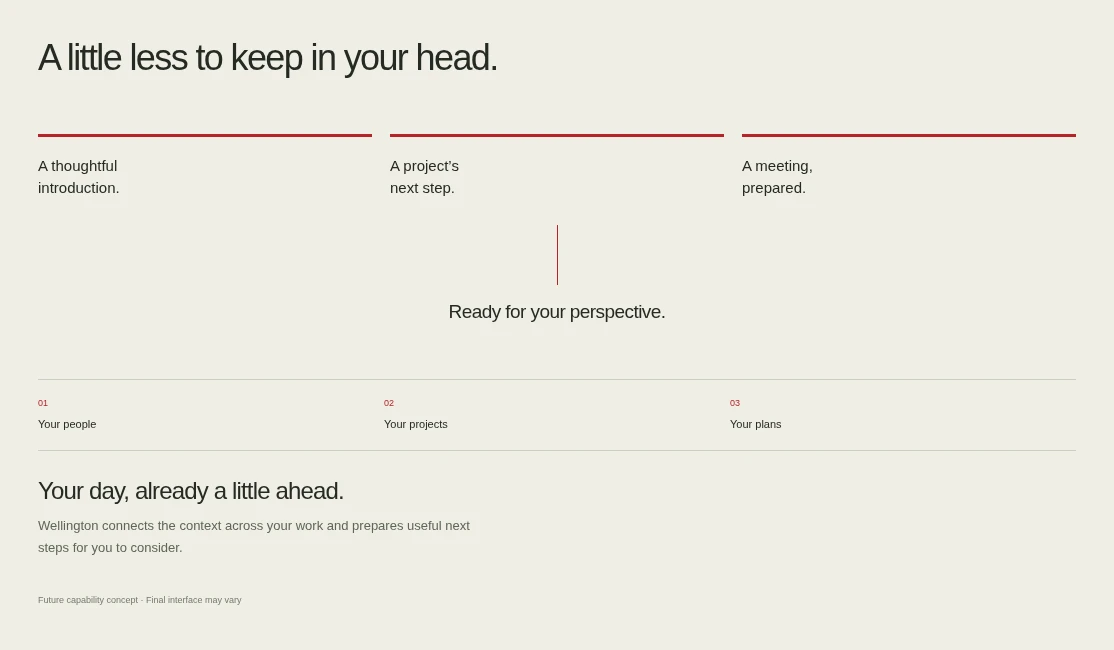 A little less to keep in your head.
A thoughtful
introduction.
A project’s
next step.
A meeting,
prepared.
Ready for your perspective.
01
Your people
02
Your projects
03
Your plans
Your day, already a little ahead.
Wellington connects the context across your work and prepares useful next
steps for you to consider.
Future capability concept · Final interface may vary